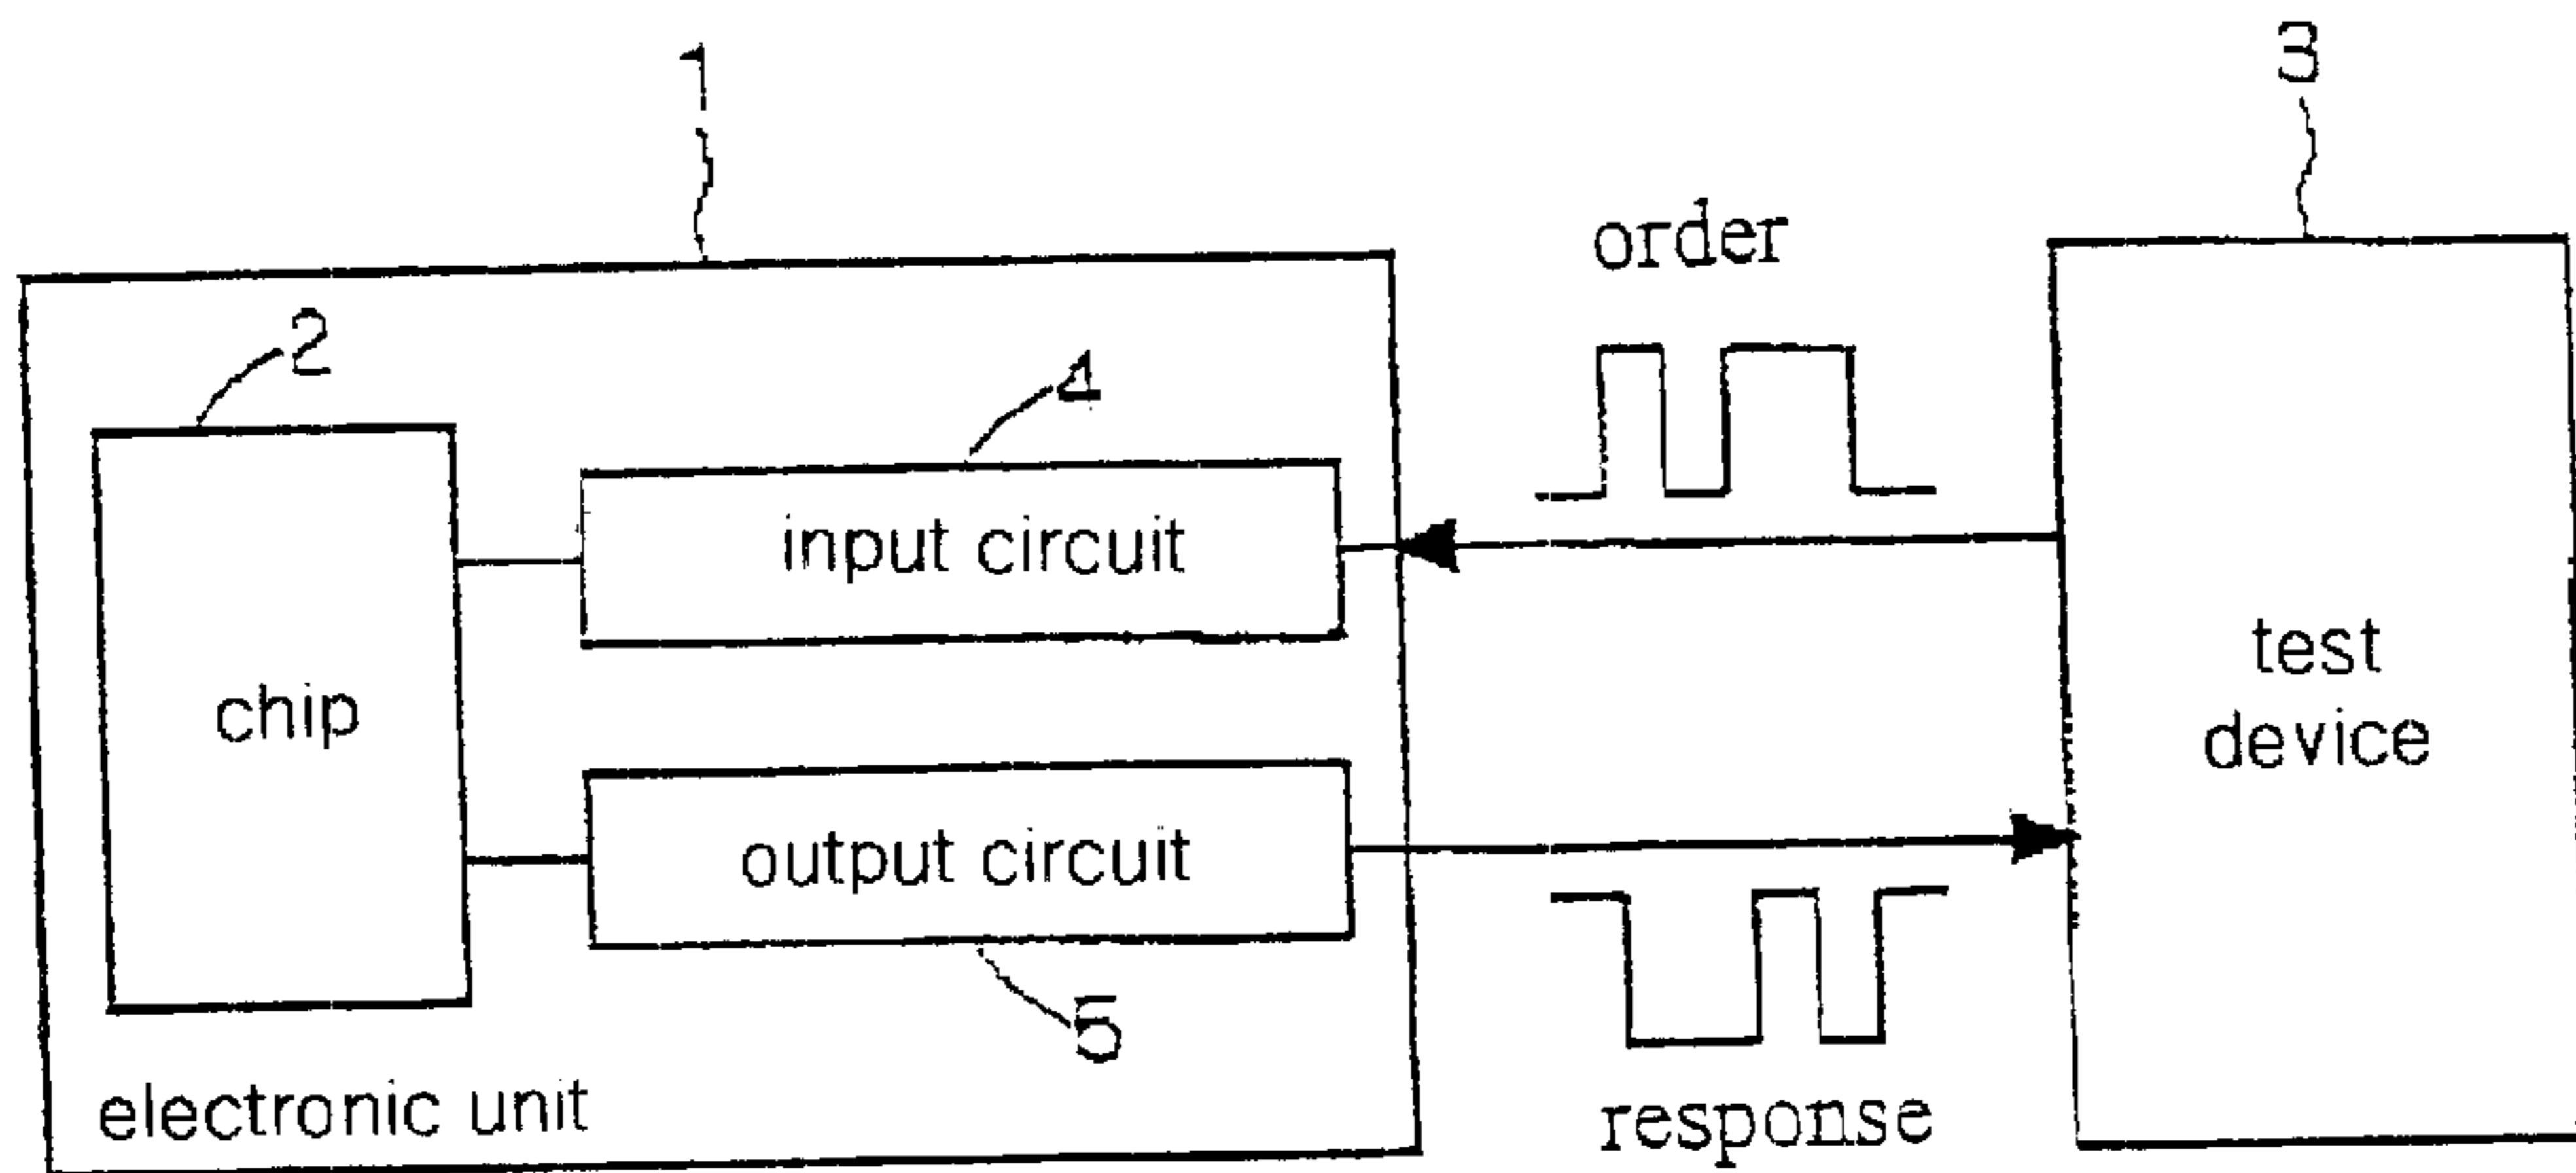 1
3
order
2
4
input circuit
chip
test
device
output circuit
5
electronic unit
response